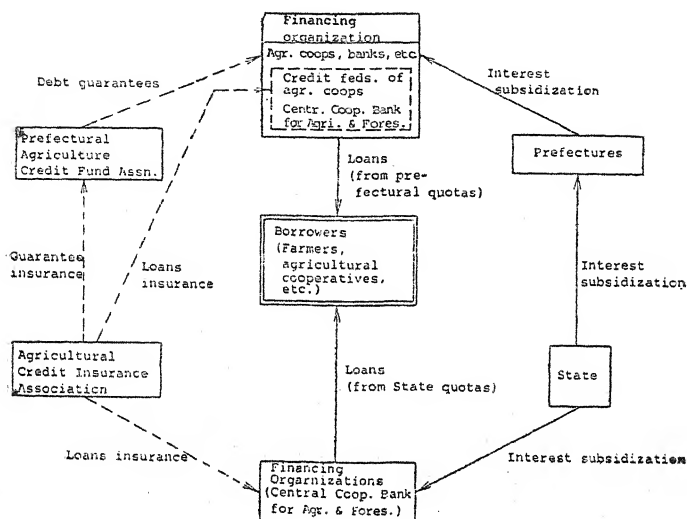 Financing
organization
Agr. coops, banks, etc
Credit feds. of
agr. coops
Centr. Coop. Bank
for Agri. & Fores.
Debt guarantees
Interest
subsidization
Prefectural
Agriculture
Credit Fund Assn.
Loans
(from pre-
fectural quotas)
Prefectures
Borrowers
(Farmers,
agricultural
cooperatives,
etc.)
Guarantee
insurance
Loans
insurance
Interest
subsidization
Agricultural
Credit Insurance
Association
Loans
(from State quotas)
State
Loans insurance
Interest subsidization
Financing
Orgarnizations
(Central Coop. Bank
for Agr. & Fores.)